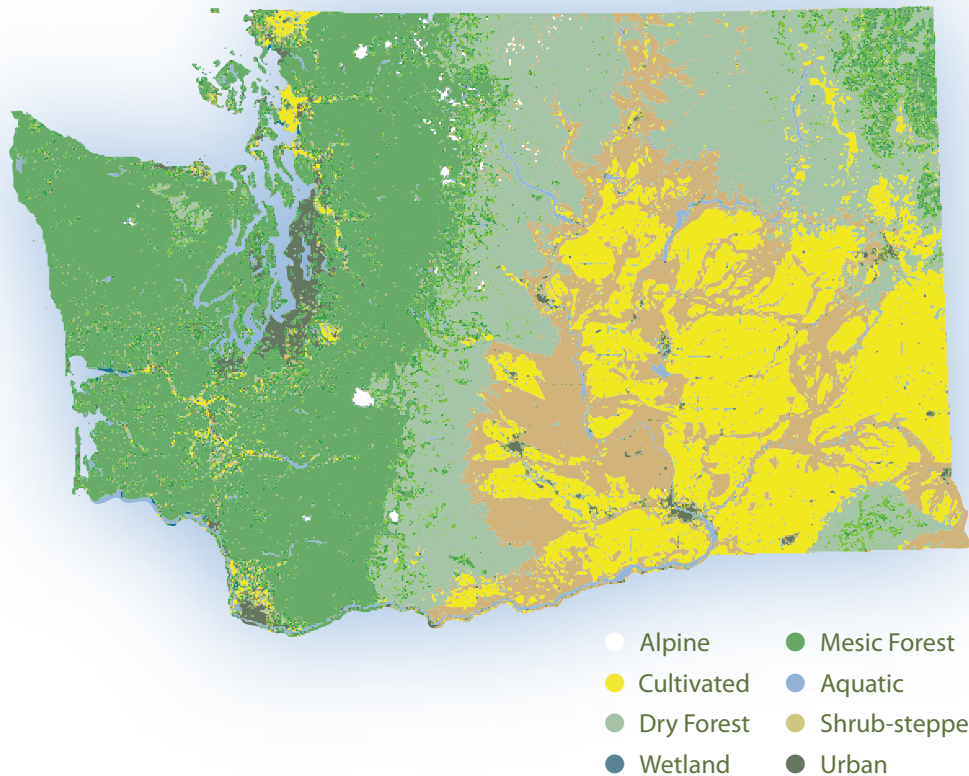 Alpine
Cultivated
Dry Forest
Wetland
Mesic Forest
Aquatic
Shrub-steppe
Urban